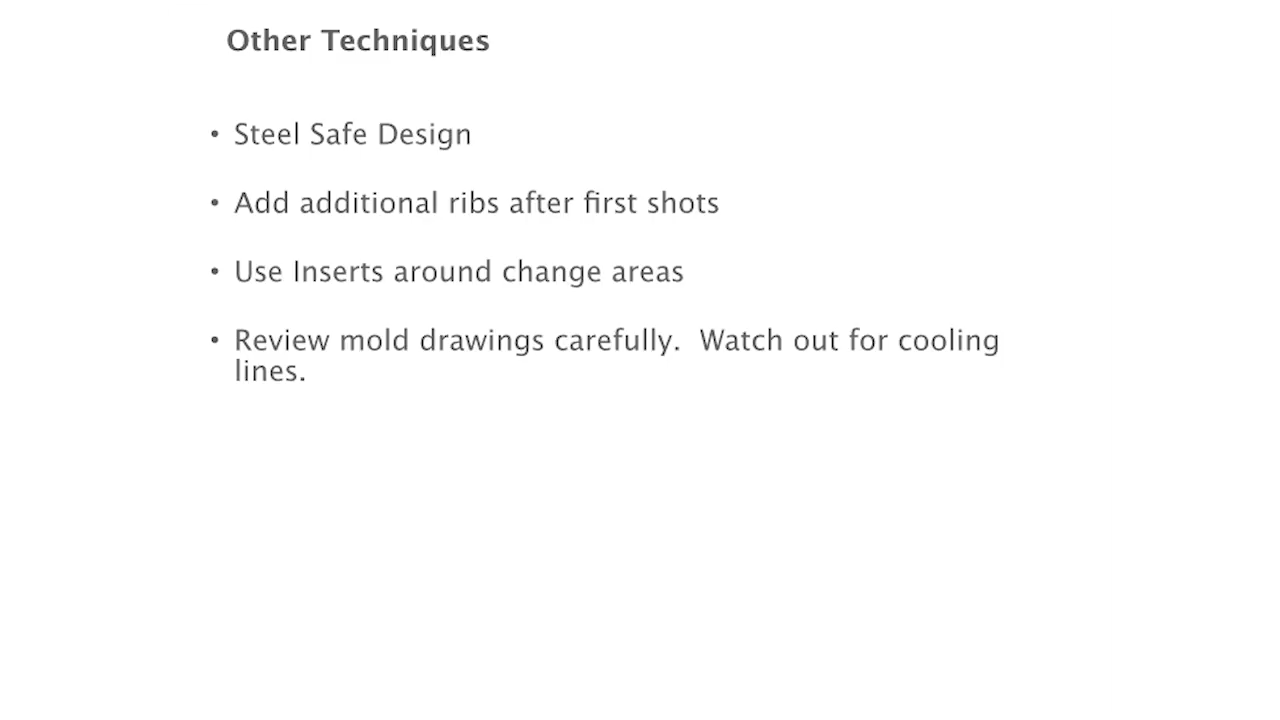 Other Techniques
• Steel Safe Design
• Add additional ribs after first shots
• Use Inserts around change areas
• Review mold drawings carefully.  Watch out for cooling
lines.